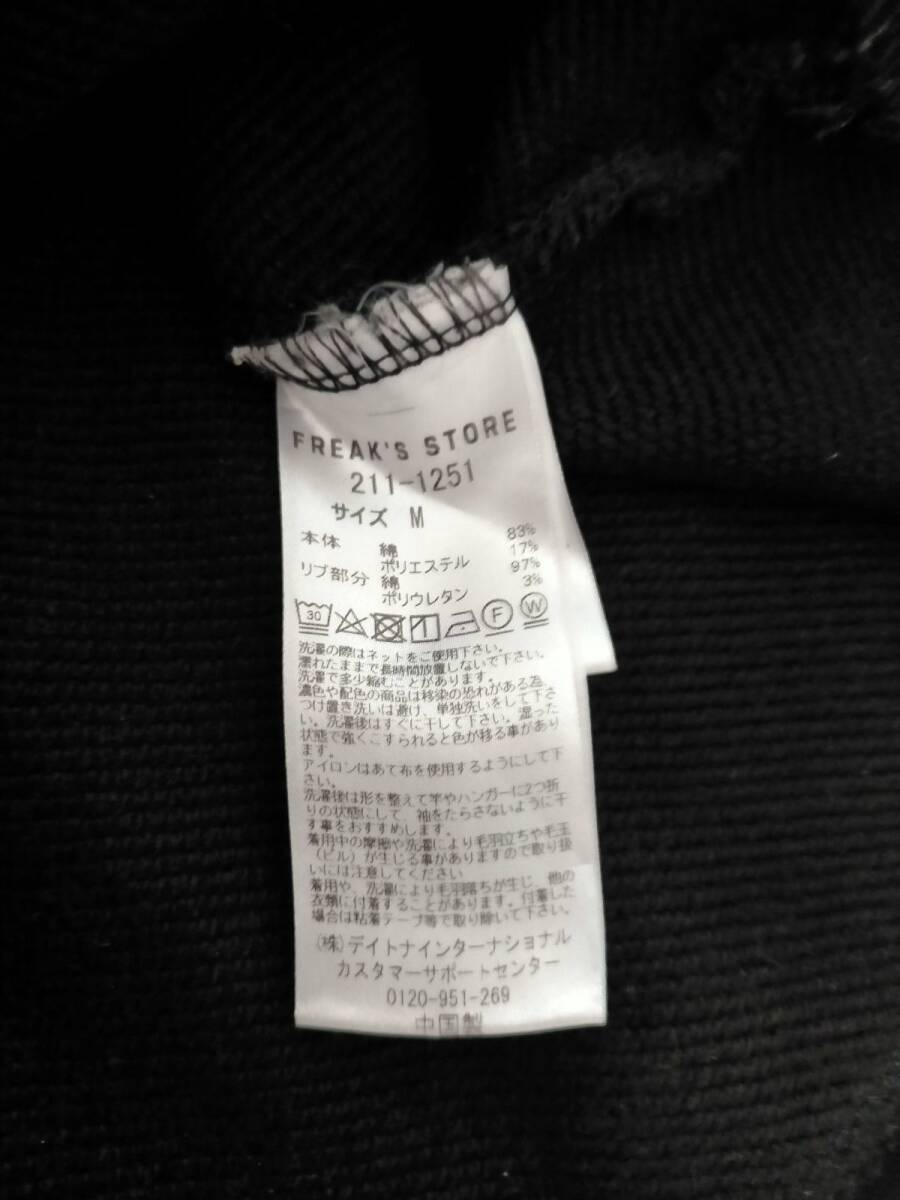 FREAK'S STORE
211-1251
サイズ M
本体 綿 83%
ポリエステル 17%
リブ部分 綿 97%
ポリウレタン 3%
30 F W
洗濯の際はネットをご使用下さい。
濡れたままで長時間放置しないで下さい。
洗濯で多少縮むことがあります。
濃色や配色の商品は移染の恐れがある為、
つけ置き洗いは避け、単独洗いをして下さ
い。洗濯後はすぐに干して下さい。湿った
状態で強くこすられると色が移る事があり
ます。
アイロンはあて布を使用するようにして下
さい。
洗濯後は形を整えて竿やハンガーに2つ折
りの状態にして、袖をたらさないように干
す事をおすすめします。
着用中の摩擦や洗濯により毛羽立ちや毛玉
(ピル)が生じる事がありますので取り扱
いには注意してください
着用や、洗濯により毛羽落ちが生じ、他の
衣類に付着することがあります。付着した
場合は粘着テープ等で取り除いて下さい。
(株)デイトナインターナショナル
カスタマーサポートセンター
0120-951-269
中国製